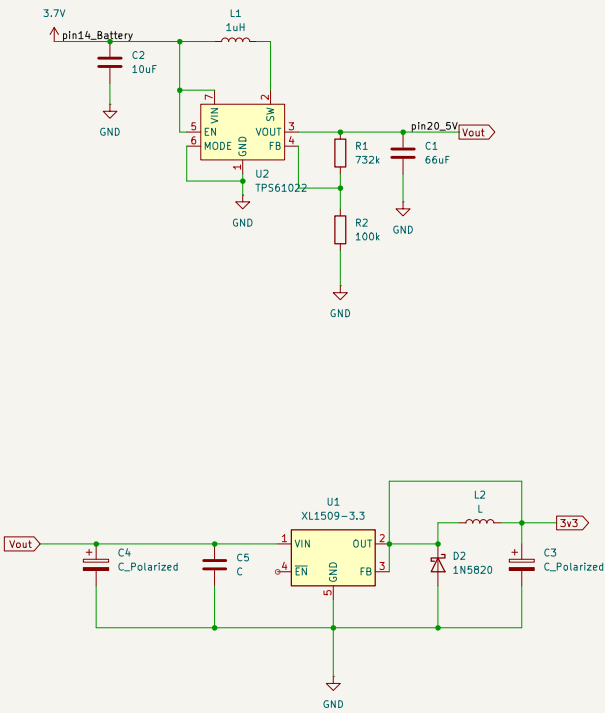 3.7V
pin14_Battery
L1
1uH
C2
10uF
GND
7
2
VIN
SW
5
EN
VOUT
3
6
MODE
FB
4
GND
1
U2
TPS61022
GND
pin20_5V
Vout
R1
732k
C1
66uF
GND
R2
100k
GND
U1
XL1509-3.3
L2
L
Vout
3v3
1
VIN
OUT
2
4
EN
FB
3
GND
5
+
C4
C_Polarized
C5
C
D2
1N5820
+
C3
C_Polarized
GND